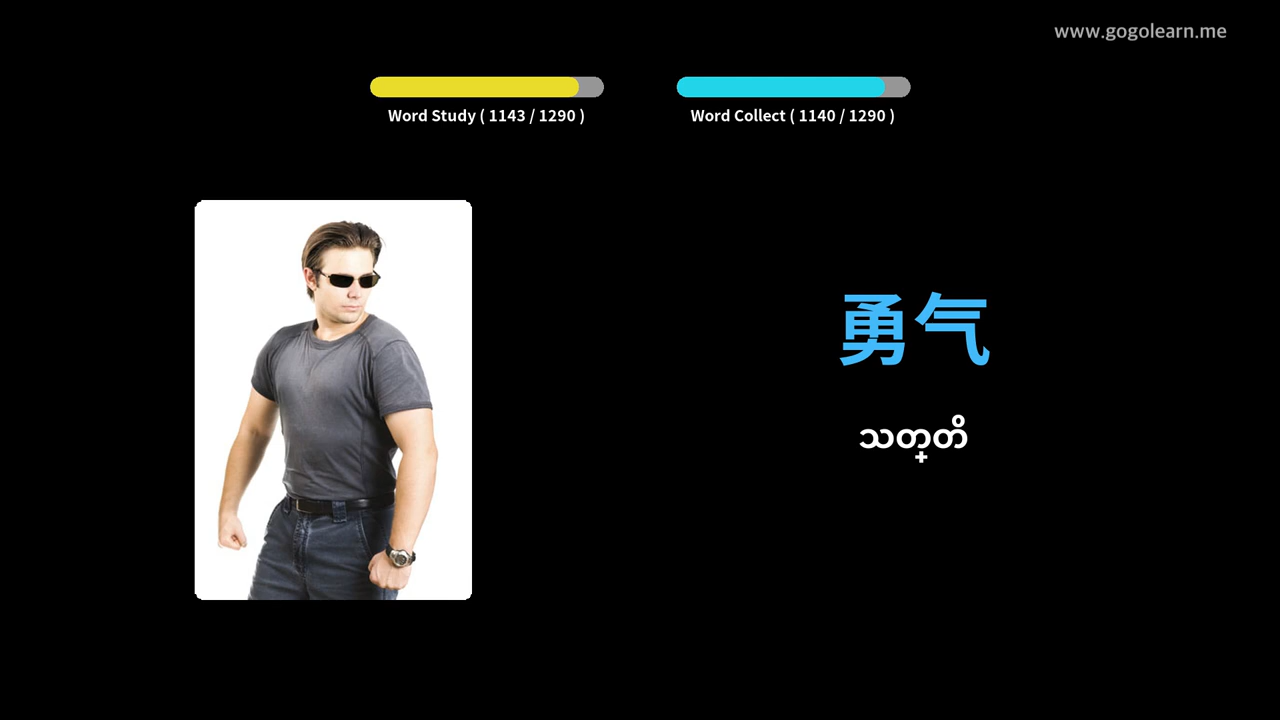 www.gogolearn.me
Word Study ( 1143 / 1290 )
Word Collect ( 1140 / 1290 )
勇气
သတ္တိ